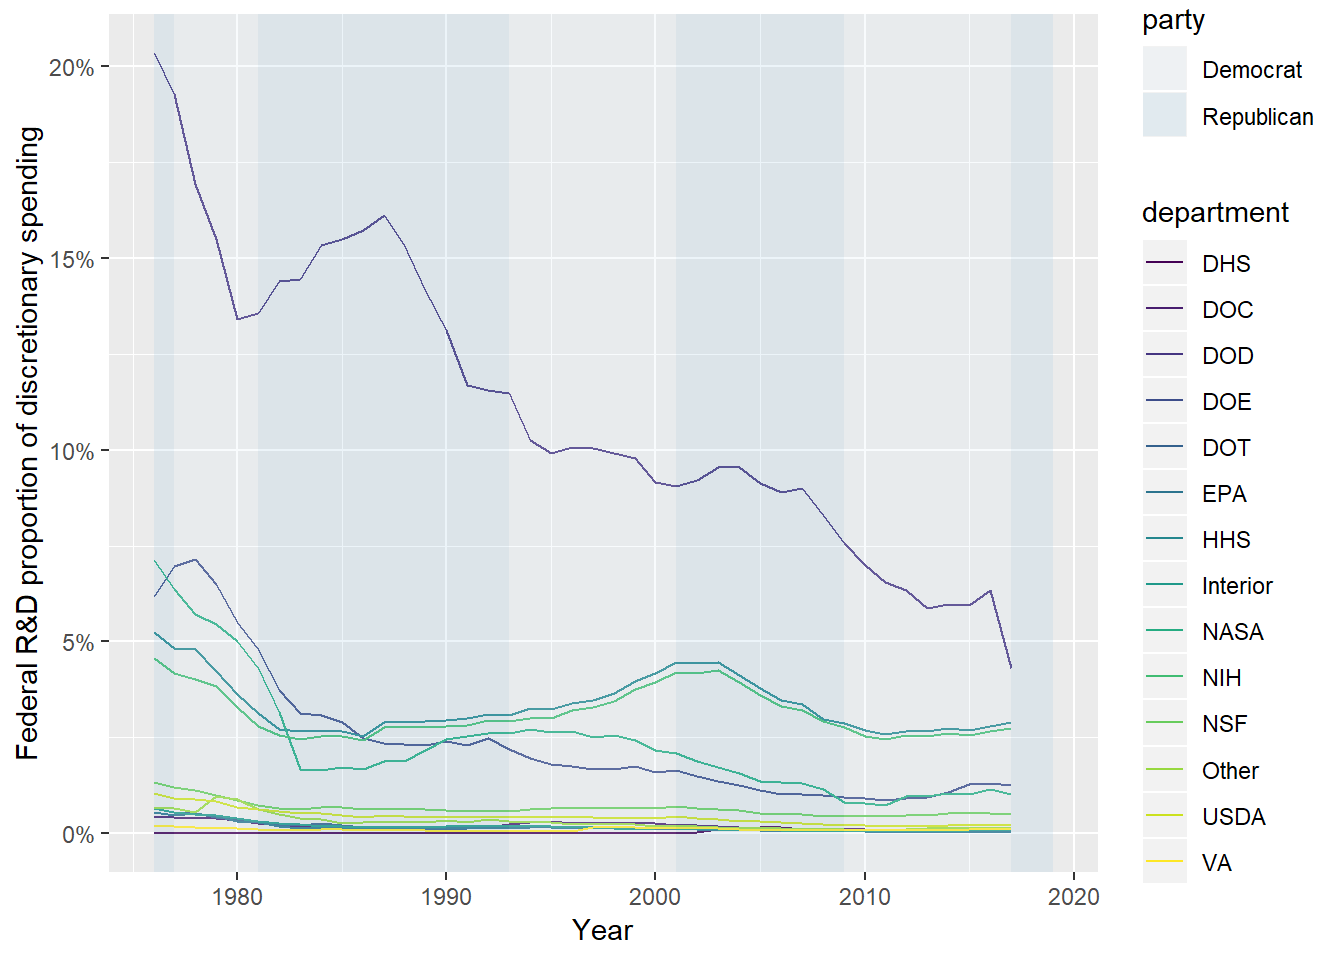 party
Democrat
Republican
department
DHS
DOC
DOD
DOE
DOT
EPA
HHS
Interior
NASA
NIH
NSF
Other
USDA
VA
Federal R&D proportion of discretionary spending
20%
15%
10%
5%
0%
1980 1990 2000 2010 2020
Year